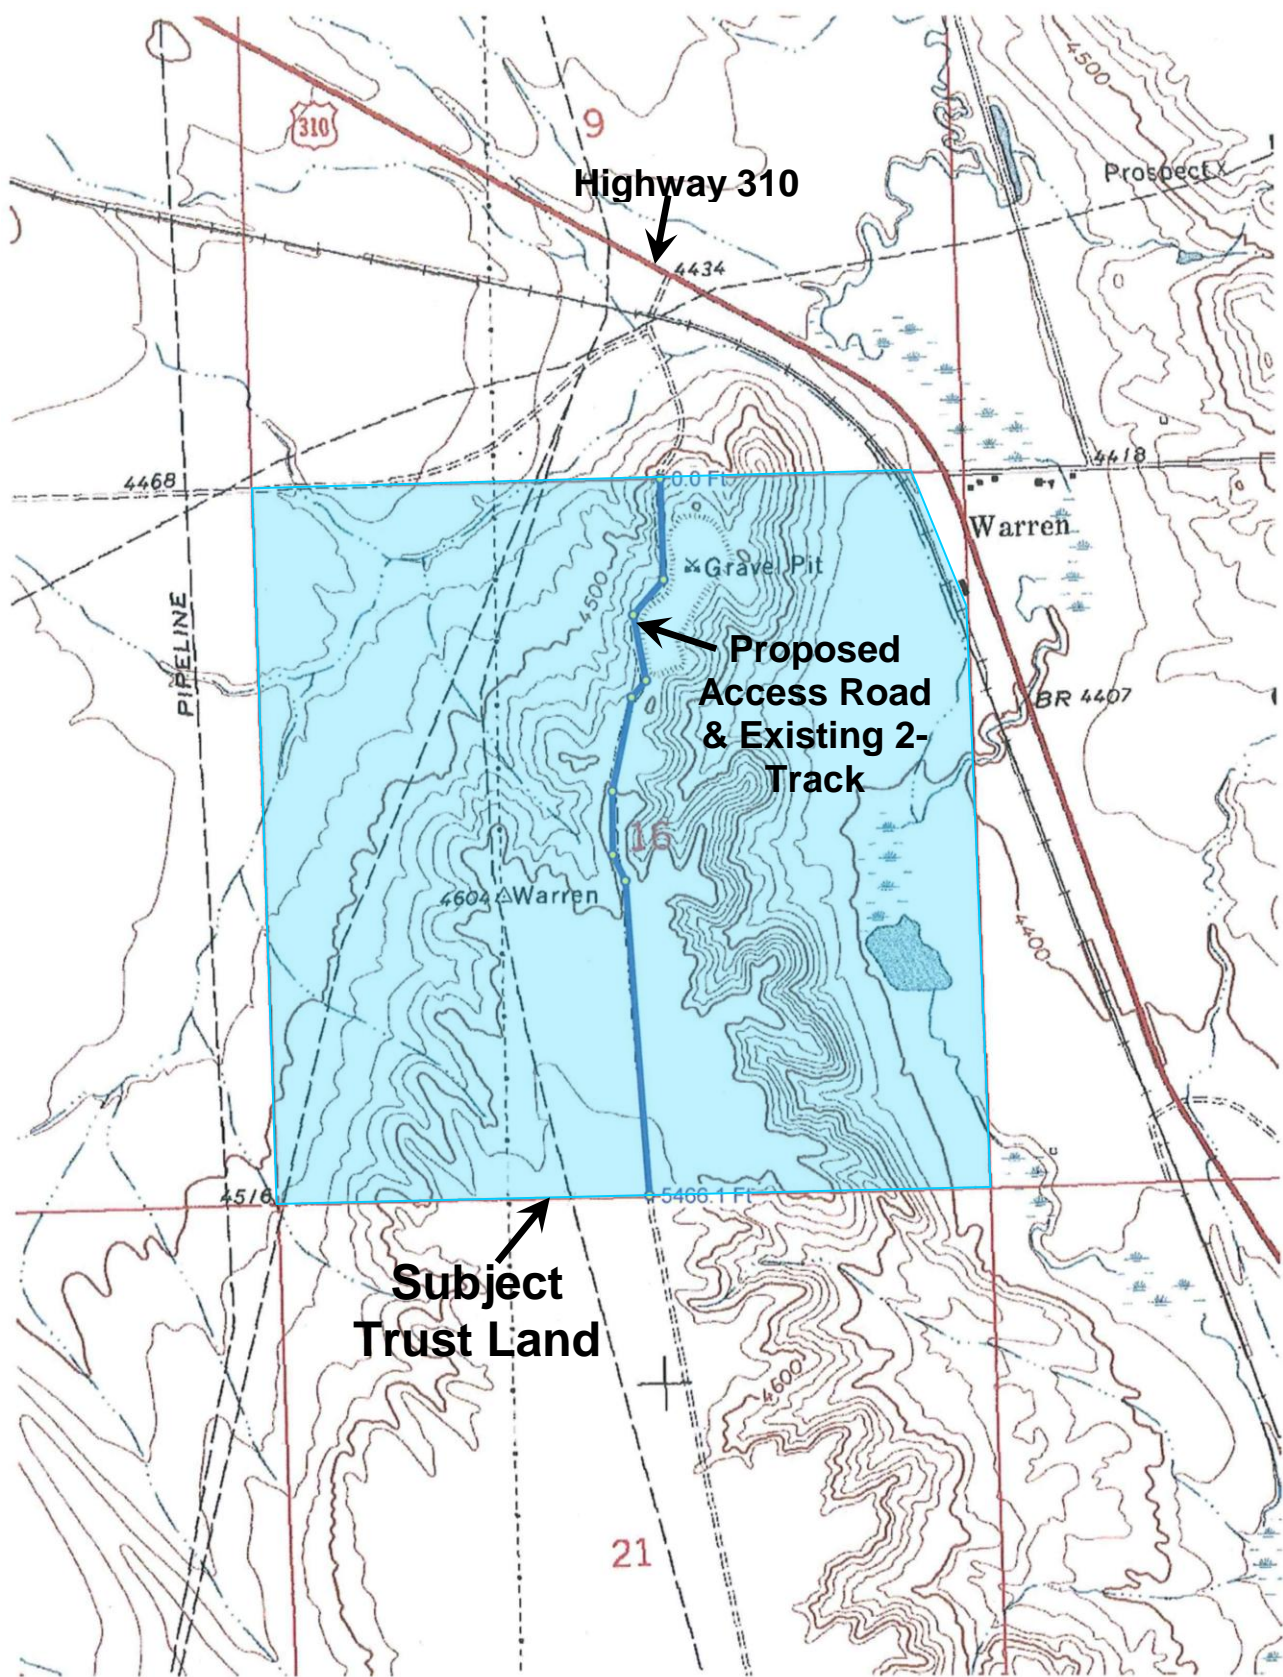 4500
310
9
Prospect
Highway 310
4434
4418
4468
0.0 Ft
Warren
Gravel Pit
4500
PIPELINE
Proposed
Access Road
& Existing 2-
Track
BR 4407
16
4604 Warren
4400
4516
5466.1 Ft
Subject
Trust Land
4600
21